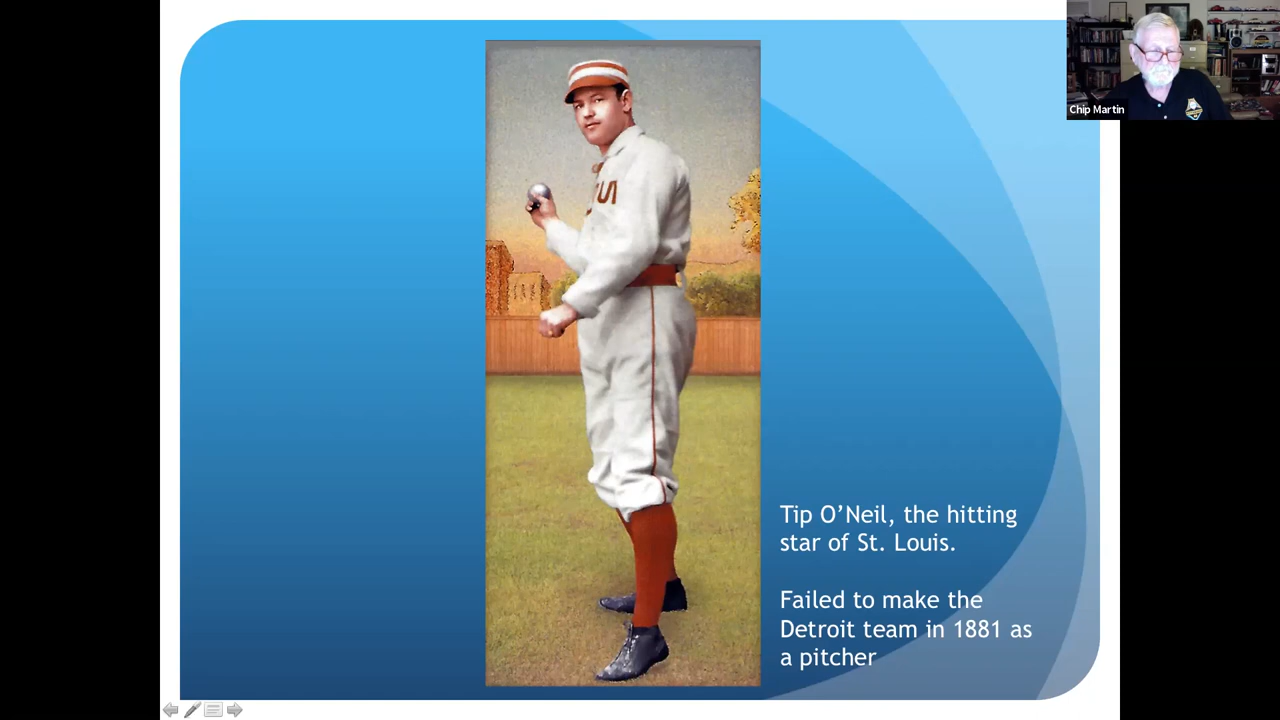 Chip Martin
Tip O’Neil, the hitting
star of St. Louis.
Failed to make the
Detroit team in 1881 as
a pitcher